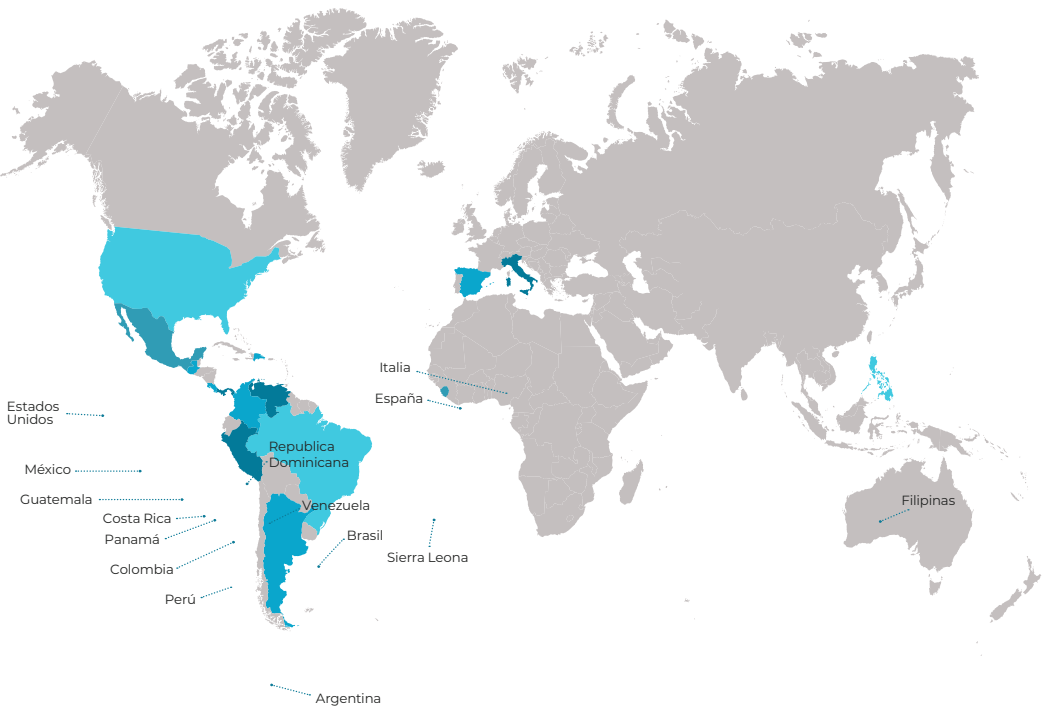 Italia
España
Estados
Unidos
Republica
Dominicana
México
Guatemala
Venezuela
Filipinas
Costa Rica
Panamá
Brasil
Sierra Leona
Colombia
Perú
Argentina